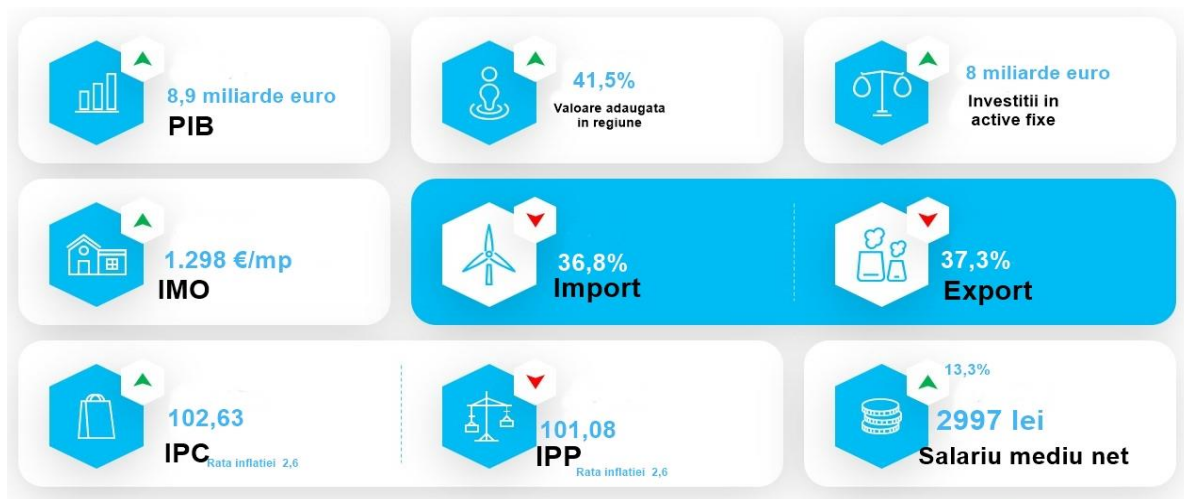 8,9 miliarde euro
PIB
41,5%
Valoare adaugata
in regiune
8 miliarde euro
Investitii in
active fixe
1.298 €/mp
IMO
36,8%
Import
37,3%
Export
102,63
IPC
Rata inflatiei 2,6
101,08
IPP
Rata inflatiei 2,6
13,3%
2997 lei
Salariu mediu net